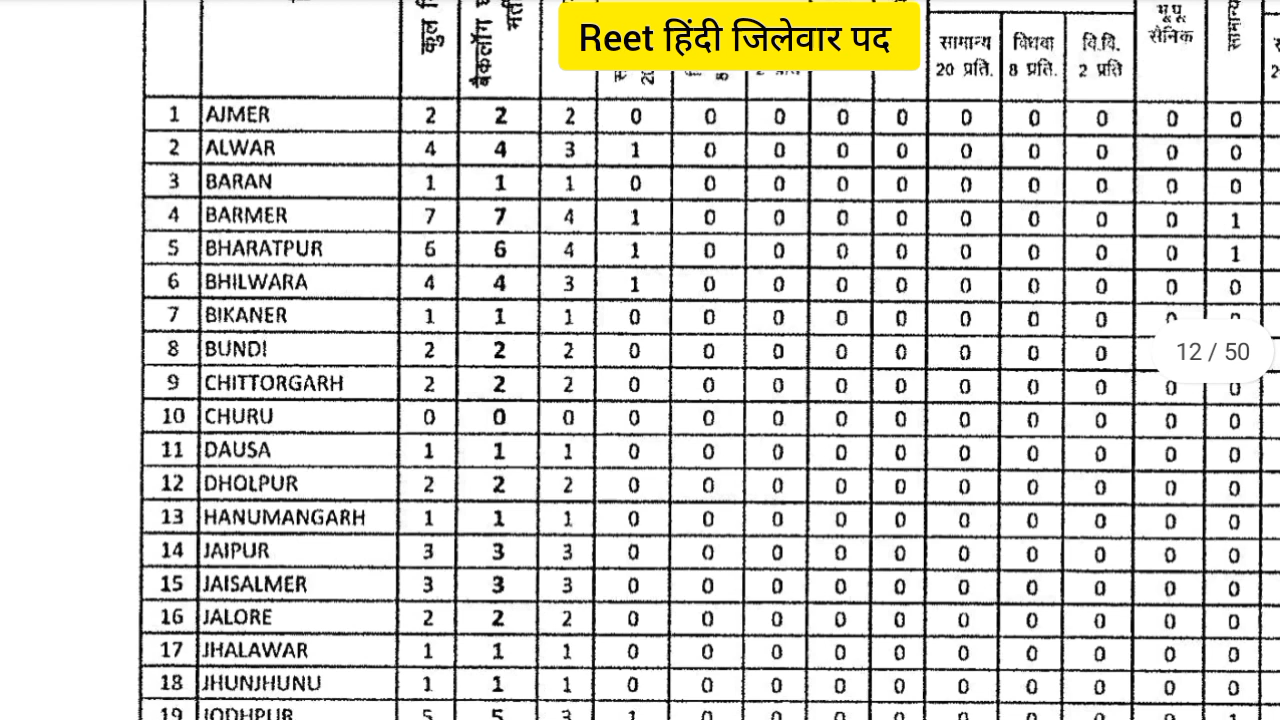 Reet हिंदी जिलेवार पद
कुल
बैकलॉग
भू.पू. सैनिक
सामान्य
सामान्य विधवा वि.वि.
20 प्रति. 8 प्रति. 2 प्रति
1 AJMER 2 2 2 0 0 0 0 0 0 0 0 0 0
2 ALWAR 4 4 3 1 0 0 0 0 0 0 0 0 0
3 BARAN 1 1 1 0 0 0 0 0 0 0 0 0 0
4 BARMER 7 7 4 1 0 0 0 0 0 0 0 0 1
5 BHARATPUR 6 6 4 1 0 0 0 0 0 0 0 0 1
6 BHILWARA 4 4 3 1 0 0 0 0 0 0 0 0 0
7 BIKANER 1 1 1 0 0 0 0 0 0 0 0
8 BUNDI 2 2 2 0 0 0 0 0 0 0 0
12 / 50
9 CHITTORGARH 2 2 2 0 0 0 0 0 0 0 0 0 0
10 CHURU 0 0 0 0 0 0 0 0 0 0 0 0 0
11 DAUSA 1 1 1 0 0 0 0 0 0 0 0 0 0
12 DHOLPUR 2 2 2 0 0 0 0 0 0 0 0 0 0
13 HANUMANGARH 1 1 1 0 0 0 0 0 0 0 0 0 0
14 JAIPUR 3 3 3 0 0 0 0 0 0 0 0 0 0
15 JAISALMER 3 3 3 0 0 0 0 0 0 0 0 0 0
16 JALORE 2 2 2 0 0 0 0 0 0 0 0 0 0
17 JHALAWAR 1 1 1 0 0 0 0 0 0 0 0 0 0
18 JHUNJHUNU 1 1 1 0 0 0 0 0 0 0 0 0 0
19 JODHPUR 5 5 3 1 0 0 0 0 0 0 0 0 1